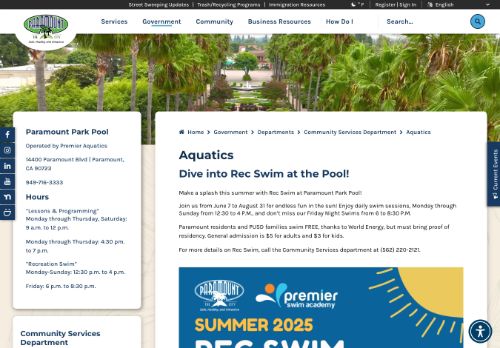 Street Sweeping Updates | Trash/Recycling Programs | Immigration Resources
°F | Register | Sign In English
PARAMOUNT
Safe, Healthy, and Attractive
Services Government Community Business Resources How Do I Search...
Paramount Park Pool
Operated by Premier Aquatics
14400 Paramount Blvd | Paramount,
CA 90723
949-716-3333
Hours
"Lessons & Programming"
Monday through Thursday, Saturday:
9 a.m. to 12 p.m.
Monday through Thursday: 4:30 pm.
to 7 p.m.
"Recreation Swim"
Monday-Sunday: 12:30 p.m. to 4 p.m.
Friday: 6 p.m. to 8:30 p.m.
Community Services
Department
Home > Government > Departments > Community Services Department > Aquatics
Aquatics
Dive into Rec Swim at the Pool!
Make a splash this summer with Rec Swim at Paramount Park Pool!
Join us from June 7 to August 31 for endless fun in the sun! Enjoy daily swim sessions, Monday through
Sunday from 12:30 to 4 P.M., and don't miss our Friday Night Swims from 6 to 8:30 P.M.
Paramount residents and PUSD families swim FREE, thanks to World Energy, but must bring proof of
residency. General admission is $5 for adults and $3 for kids.
For more details on Rec Swim, call the Community Services department at (562) 220-2121.
PARAMOUNT
Safe, Healthy, and Attractive
premier
swim academy
SUMMER 2025
REC SWIM
Current Events